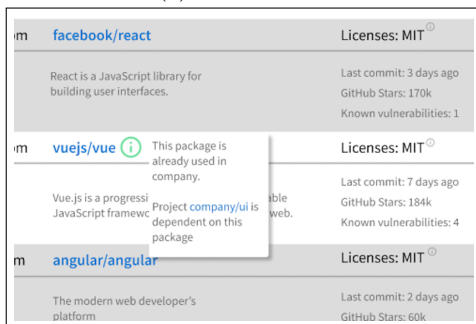 om facebook/react Licenses: MIT
React is a JavaScript library for
building user interfaces.
Last commit: 3 days ago
GitHub Stars: 170k
Known vulnerabilities: 1
om vuejs/vue Licenses: MIT
This package is
already used in
company.
Project company/ui is
dependent on this
package
Vue.js is a progressi able
JavaScript framewo web.
Last commit: 7 days ago
GitHub Stars: 184k
Known vulnerabilities: 4
m angular/angular Licenses: MIT
The modern web developer's
platform
Last commit: 2 days ago
GitHub Stars: 60k